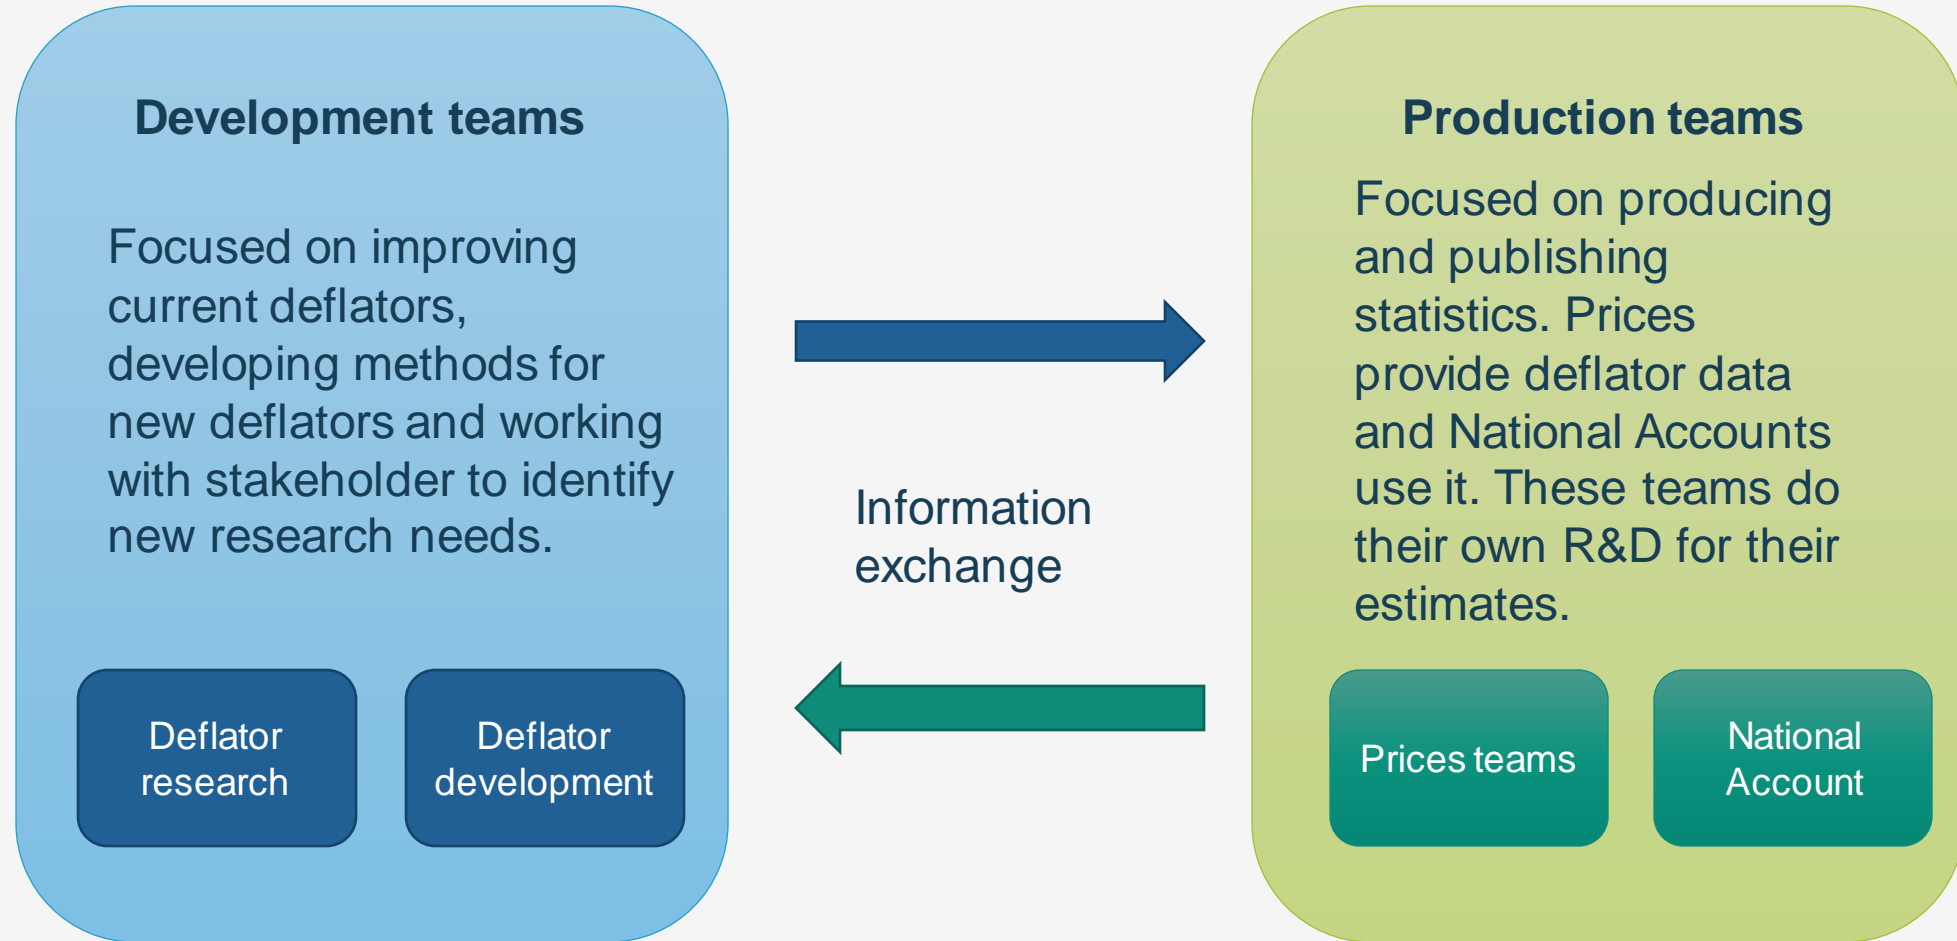 Development teams
Focused on improving
current deflators,
developing methods for
new deflators and working
with stakeholder to identify
new research needs.
Deflator
research
Deflator
development
Information
exchange
Production teams
Focused on producing
and publishing
statistics. Prices
provide deflator data
and National Accounts
use it. These teams do
their own R&D for their
estimates.
Prices teams
National
Account